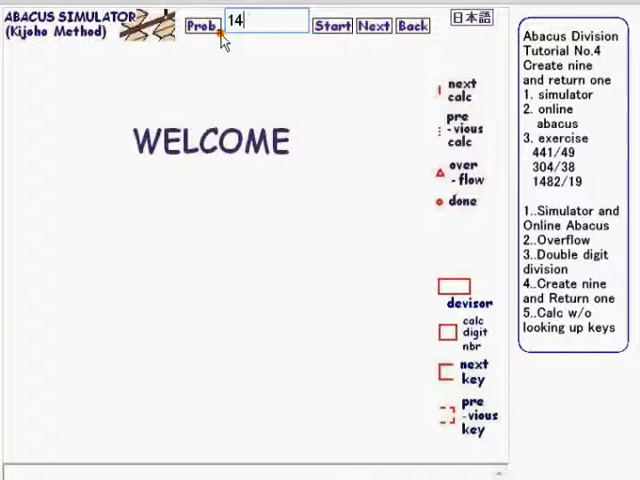 ABACUS SIMULATOR
(Kijoho Method)
Prob.
14
Start
Next
Back
日本語
WELCOME
next
calc
pre
-vious
calc
over
-flow
done
devisor
calc
digit
nbr
next
key
pre
-vious
key
Abacus Division
Tutorial No.4
Create nine
and return one
1. simulator
2. online
abacus
3. exercise
441/49
304/38
1482/19
1..Simulator and
Online Abacus
2..Overflow
3..Double digit
division
4..Create nine
and Return one
5..Calc w/o
looking up keys